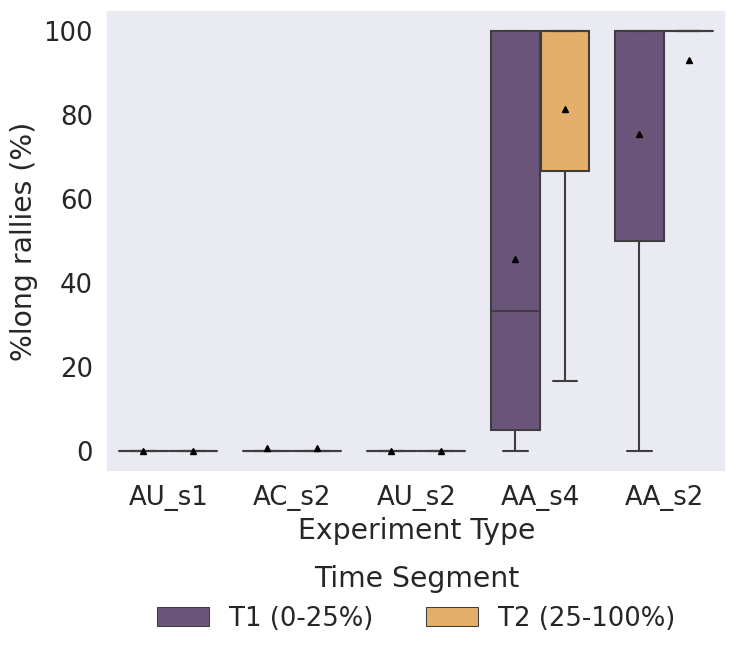 %long rallies (%)
100
80
60
40
20
0
AU_s1 AC_s2 AU_s2 AA_s4 AA_s2
Experiment Type
Time Segment
T1 (0-25%) T2 (25-100%)